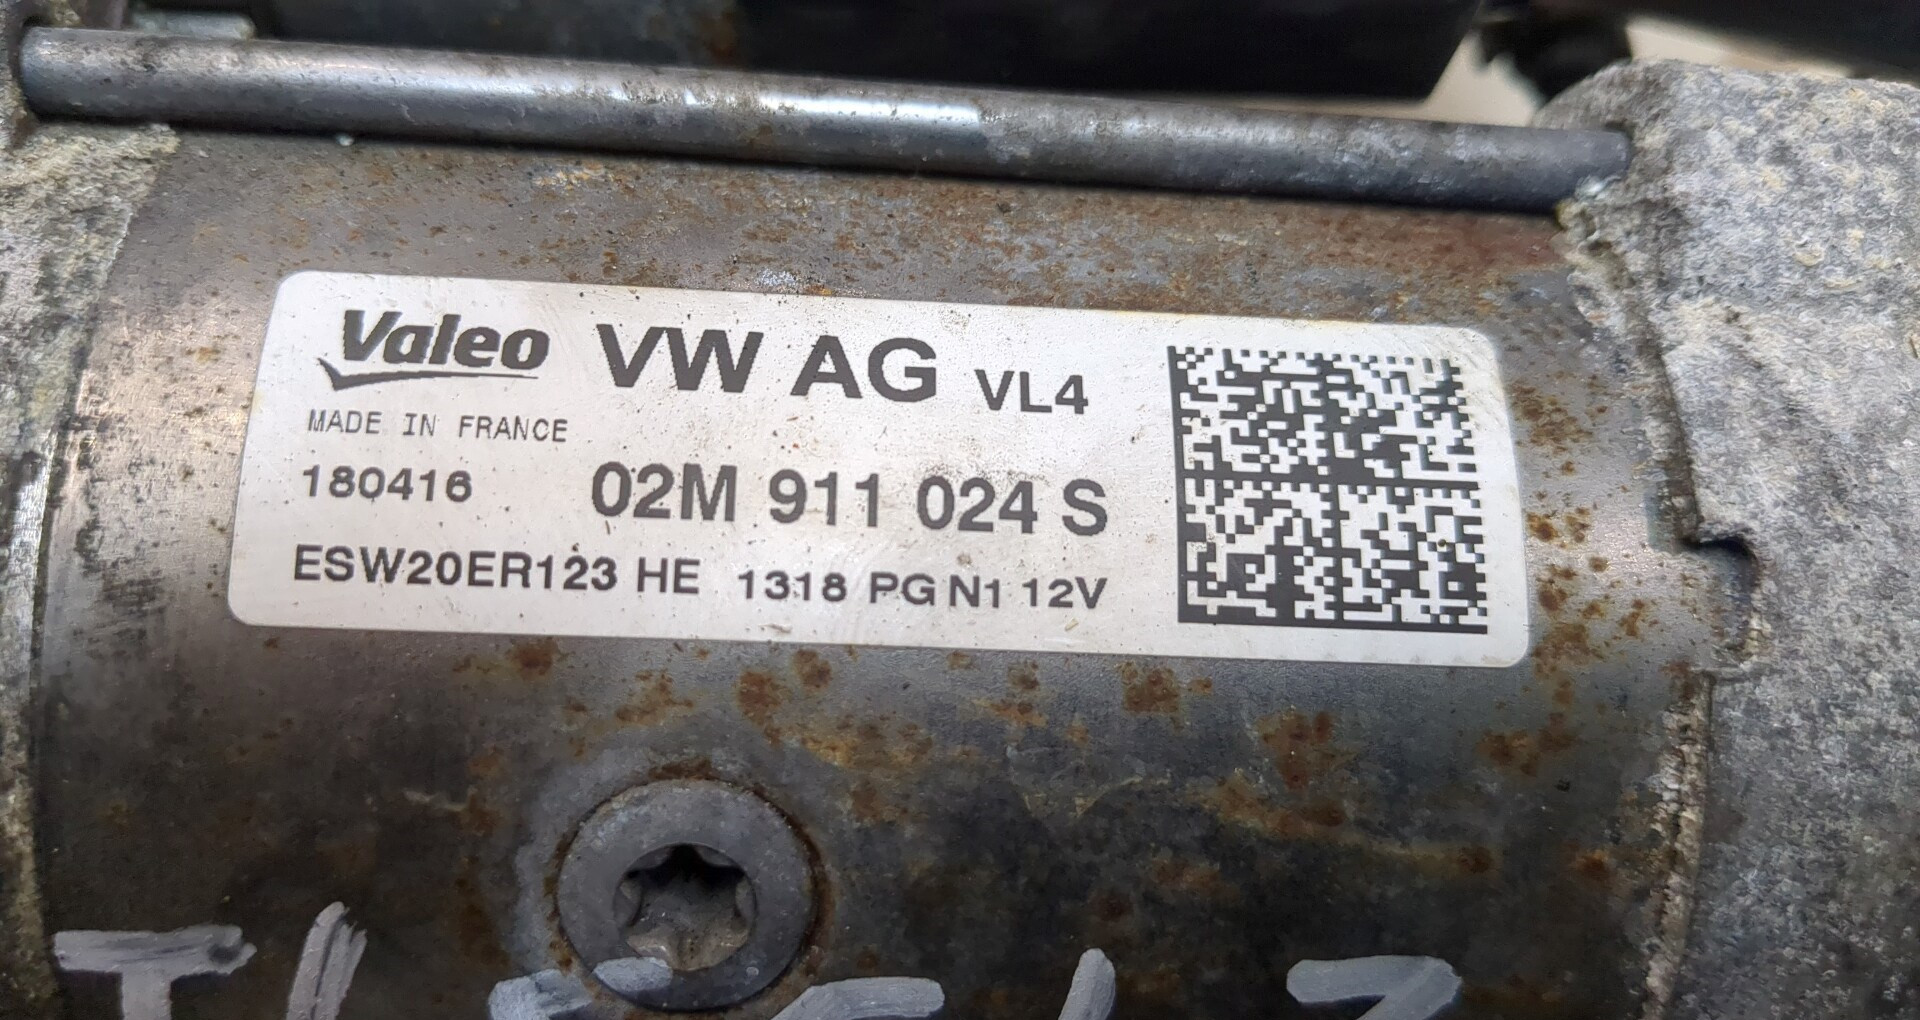 Valeo VW AG VL4
MADE IN FRANCE
180416 02M 911 024 S
ESW20ER123 HE 1318 PG N1 12V